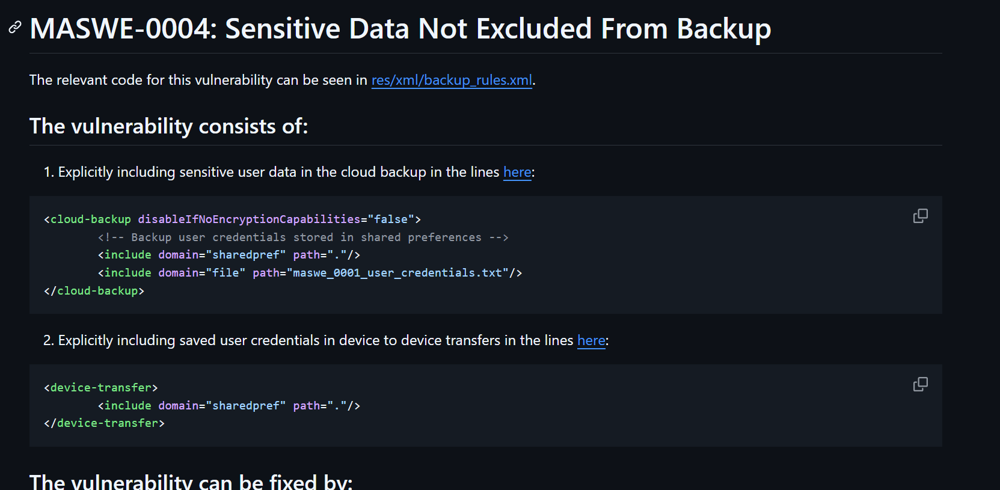 MASWE-0004: Sensitive Data Not Excluded From Backup
The relevant code for this vulnerability can be seen in res/xml/backup_rules.xml.
The vulnerability consists of:
1. Explicitly including sensitive user data in the cloud backup in the lines here:
<cloud-backup disableIfNoEncryptionCapabilities="false">
        <!-- Backup user credentials stored in shared preferences -->
        <include domain="sharedpref" path="."/>
        <include domain="file" path="maswe_0001_user_credentials.txt"/>
</cloud-backup>
2. Explicitly including saved user credentials in device to device transfers in the lines here:
<device-transfer>
        <include domain="sharedpref" path="."/>
</device-transfer>
The vulnerability can be fixed by: